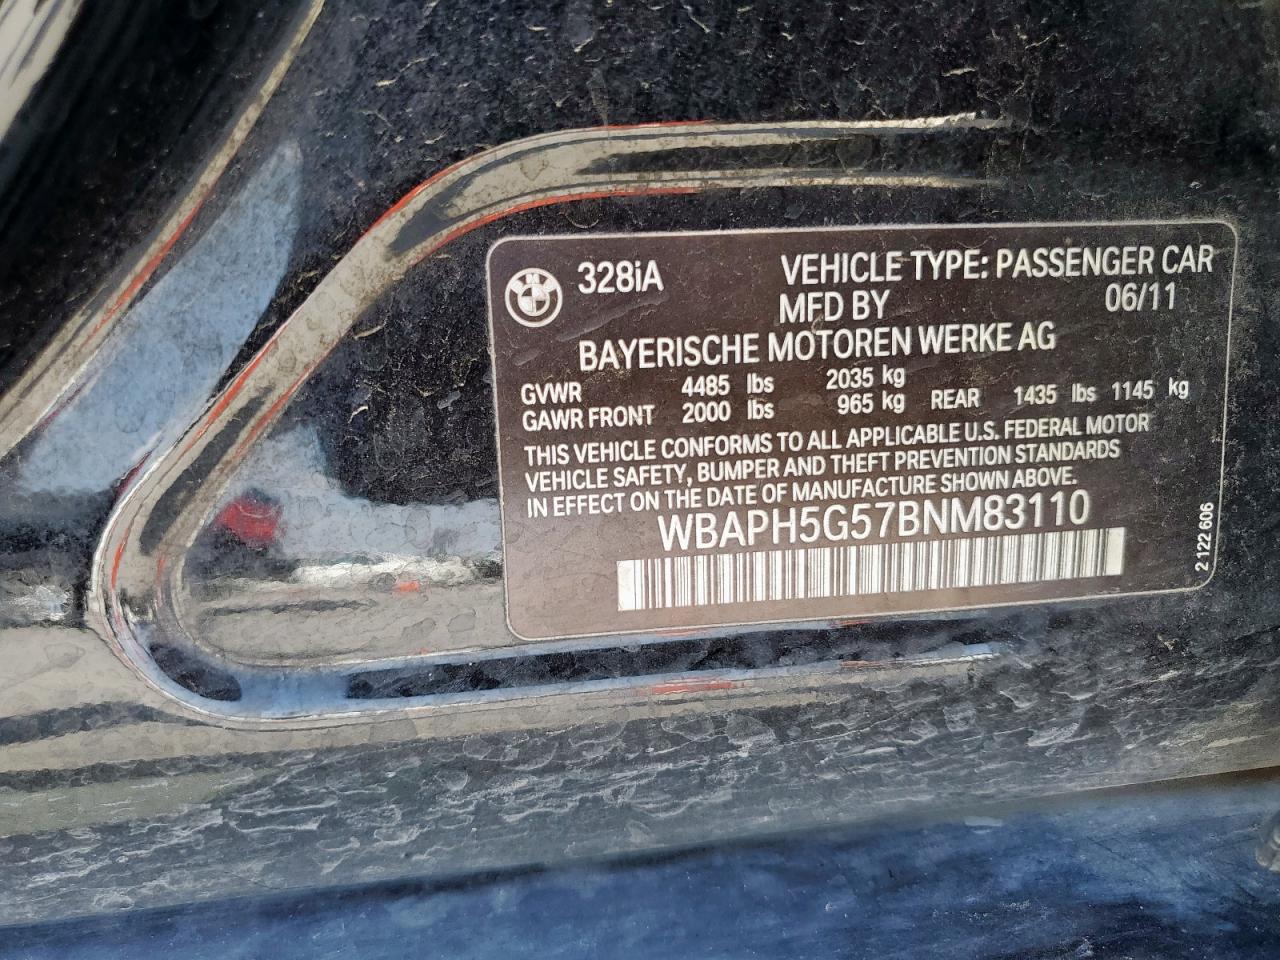 328iA VEHICLE TYPE: PASSENGER CAR
MFD BY 06/11
BAYERISCHE MOTOREN WERKE AG
GVWR 4485 lbs 2035 kg
GAWR FRONT 2000 lbs 965 kg REAR 1435 lbs 1145 kg
THIS VEHICLE CONFORMS TO ALL APPLICABLE U.S. FEDERAL MOTOR
VEHICLE SAFETY, BUMPER AND THEFT PREVENTION STANDARDS
IN EFFECT ON THE DATE OF MANUFACTURE SHOWN ABOVE.
WBAPH5G57BNM83110
2 122 606